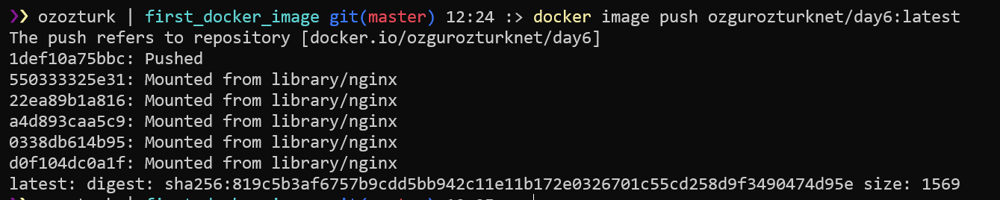 ❯❯ ozozturk | first_docker_image git(master) 12:24 :> docker image push ozgurozturknet/day6:latest
The push refers to repository [docker.io/ozgurozturknet/day6]
1def10a75bbc: Pushed
550333325e31: Mounted from library/nginx
22ea89b1a816: Mounted from library/nginx
a4d893caa5c9: Mounted from library/nginx
0338db614b95: Mounted from library/nginx
d0f104dc0a1f: Mounted from library/nginx
latest: digest: sha256:819c5b3af6757b9cdd5bb942c11e11b172e0326701c55cd258d9f3490474d95e size: 1569